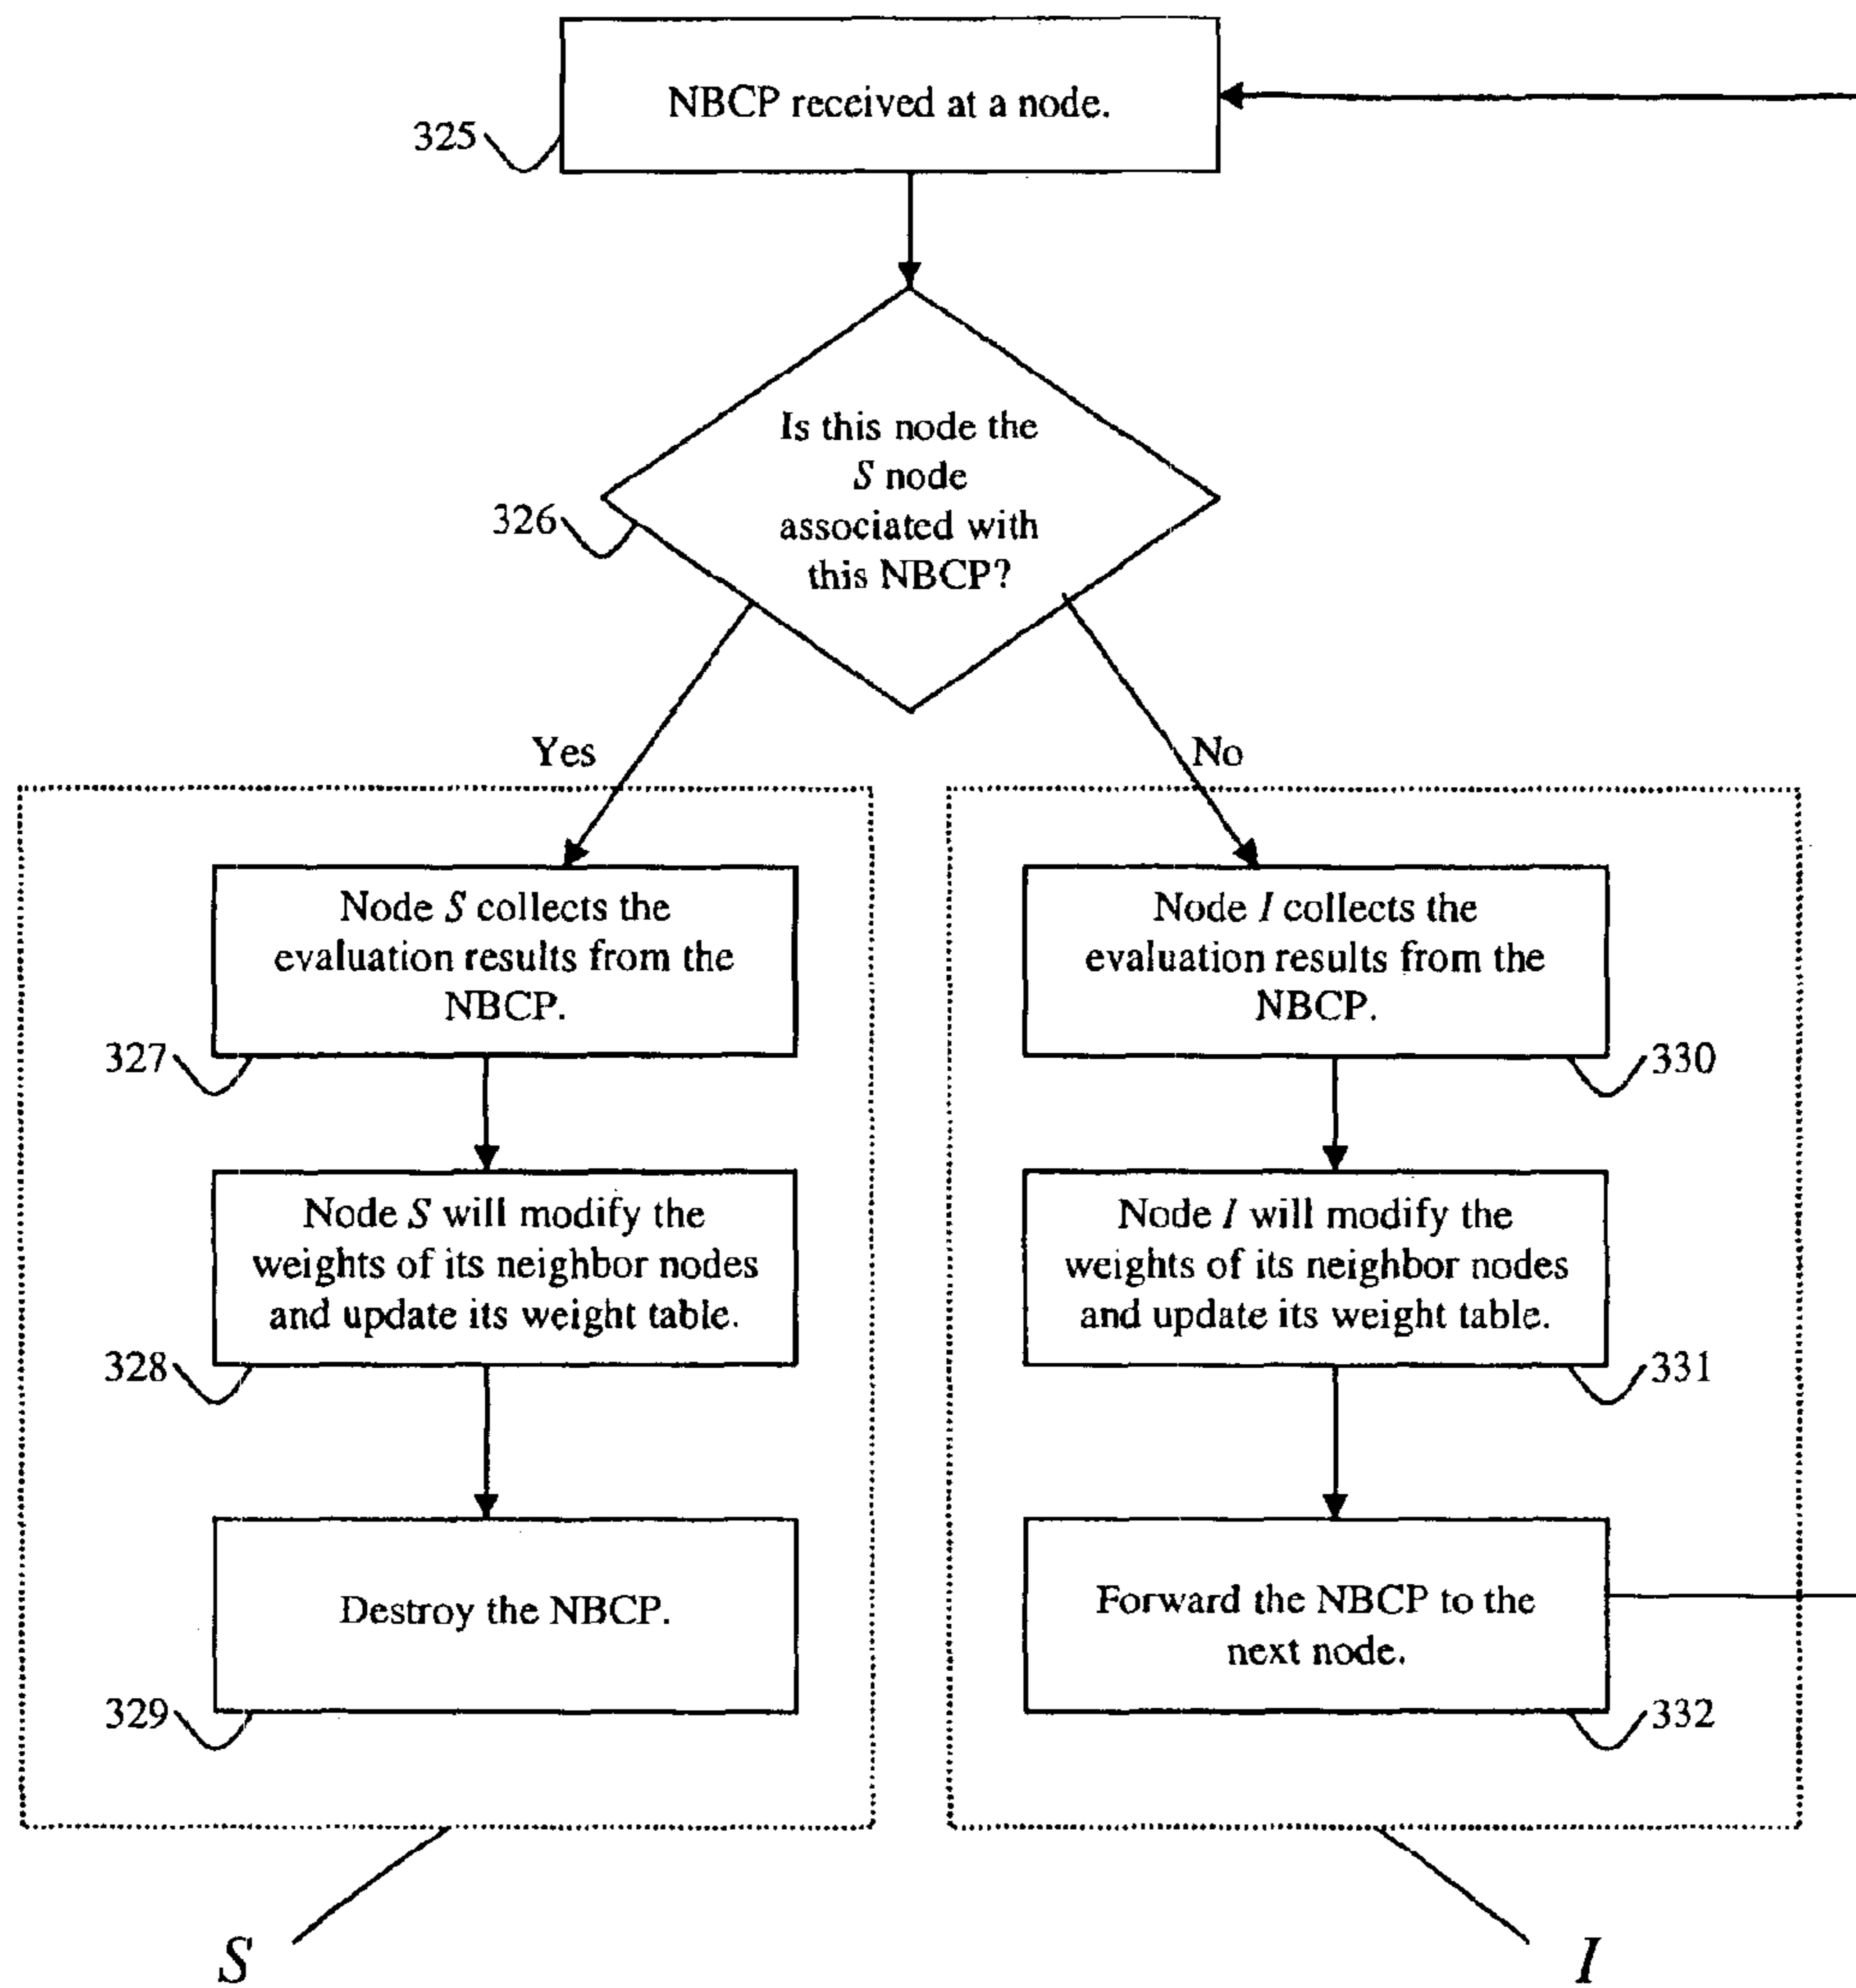 NBCP received at a node.
325
Is this node the
S node
associated with
this NBCP?
326
Yes
No
Node S collects the
evaluation results from the
NBCP.
327
Node S will modify the
weights of its neighbor nodes
and update its weight table.
328
Destroy the NBCP.
329
Node I collects the
evaluation results from the
NBCP.
330
Node I will modify the
weights of its neighbor nodes
and update its weight table.
331
Forward the NBCP to the
next node.
332
S
I